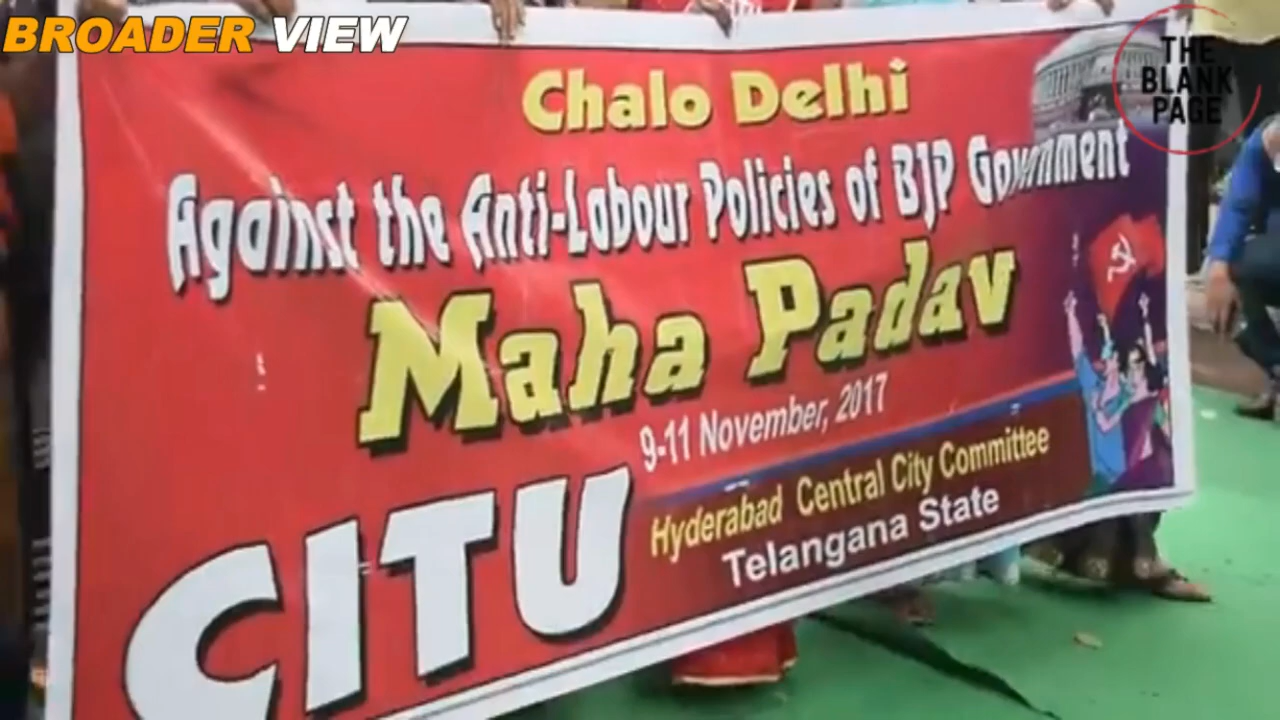 BROADER VIEW
THE
BLANK
PAGE
Chalo Delhi
Against the Anti-Labour Policies of BJP Government
Maha Padav
9-11 November, 2017
CITU
Hyderabad Central City Committee
Telangana State